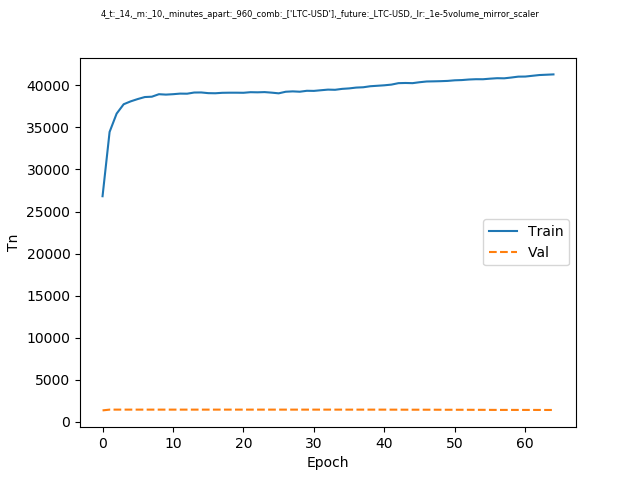 4_t:_14,_m:_10,_minutes_apart:_960_comb:_['LTC-USD'],_future:_LTC-USD,_lr:_1e-5volume_mirror_scaler
40000
35000
30000
25000
20000
15000
10000
5000
0
Tn
Train
Val
0 10 20 30 40 50 60
Epoch